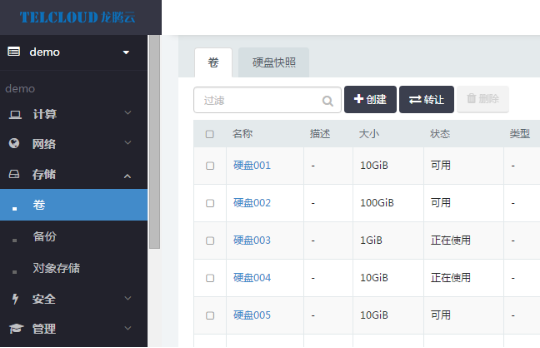 TELCLOUD 龙腾云
demo
demo
计算
网络
存储
卷
备份
对象存储
安全
管理
卷 硬盘快照
过滤 创建 转让 删除
名称 描述 大小 状态 类型
硬盘001 - 10GiB 可用 -
硬盘002 - 100GiB 可用 -
硬盘003 - 1GiB 正在使用 -
硬盘004 - 10GiB 正在使用 -
硬盘005 - 10GiB 可用 -